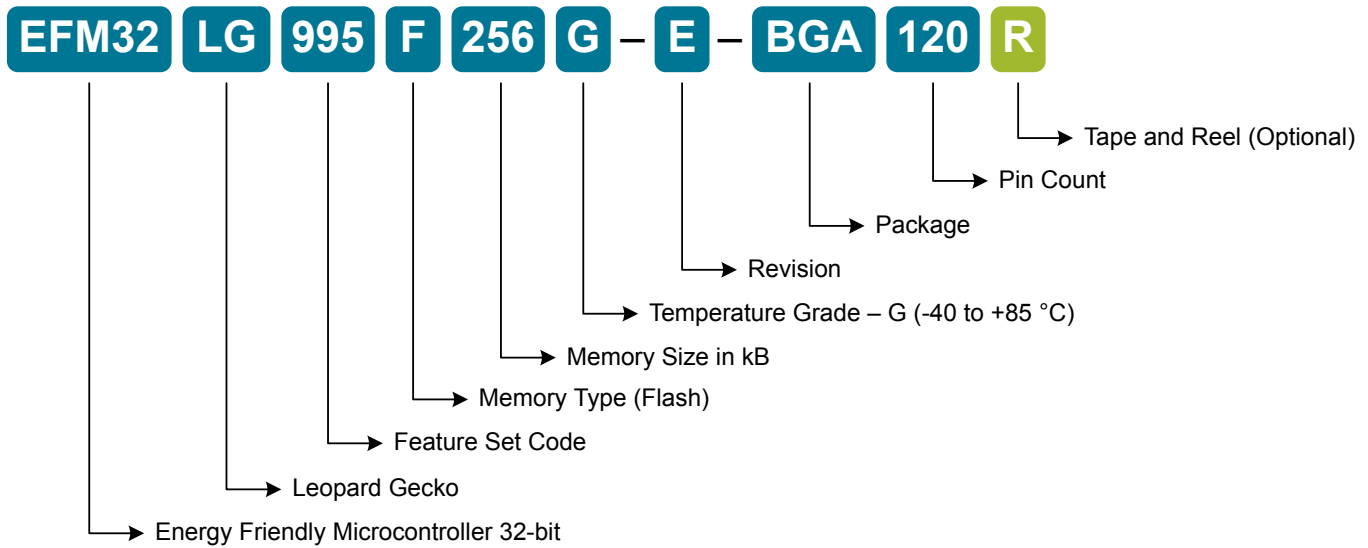 EFM32 LG 995 F 256 G – E – BGA 120 R
Tape and Reel (Optional)
Pin Count
Package
Revision
Temperature Grade – G (-40 to +85 °C)
Memory Size in kB
Memory Type (Flash)
Feature Set Code
Leopard Gecko
Energy Friendly Microcontroller 32-bit